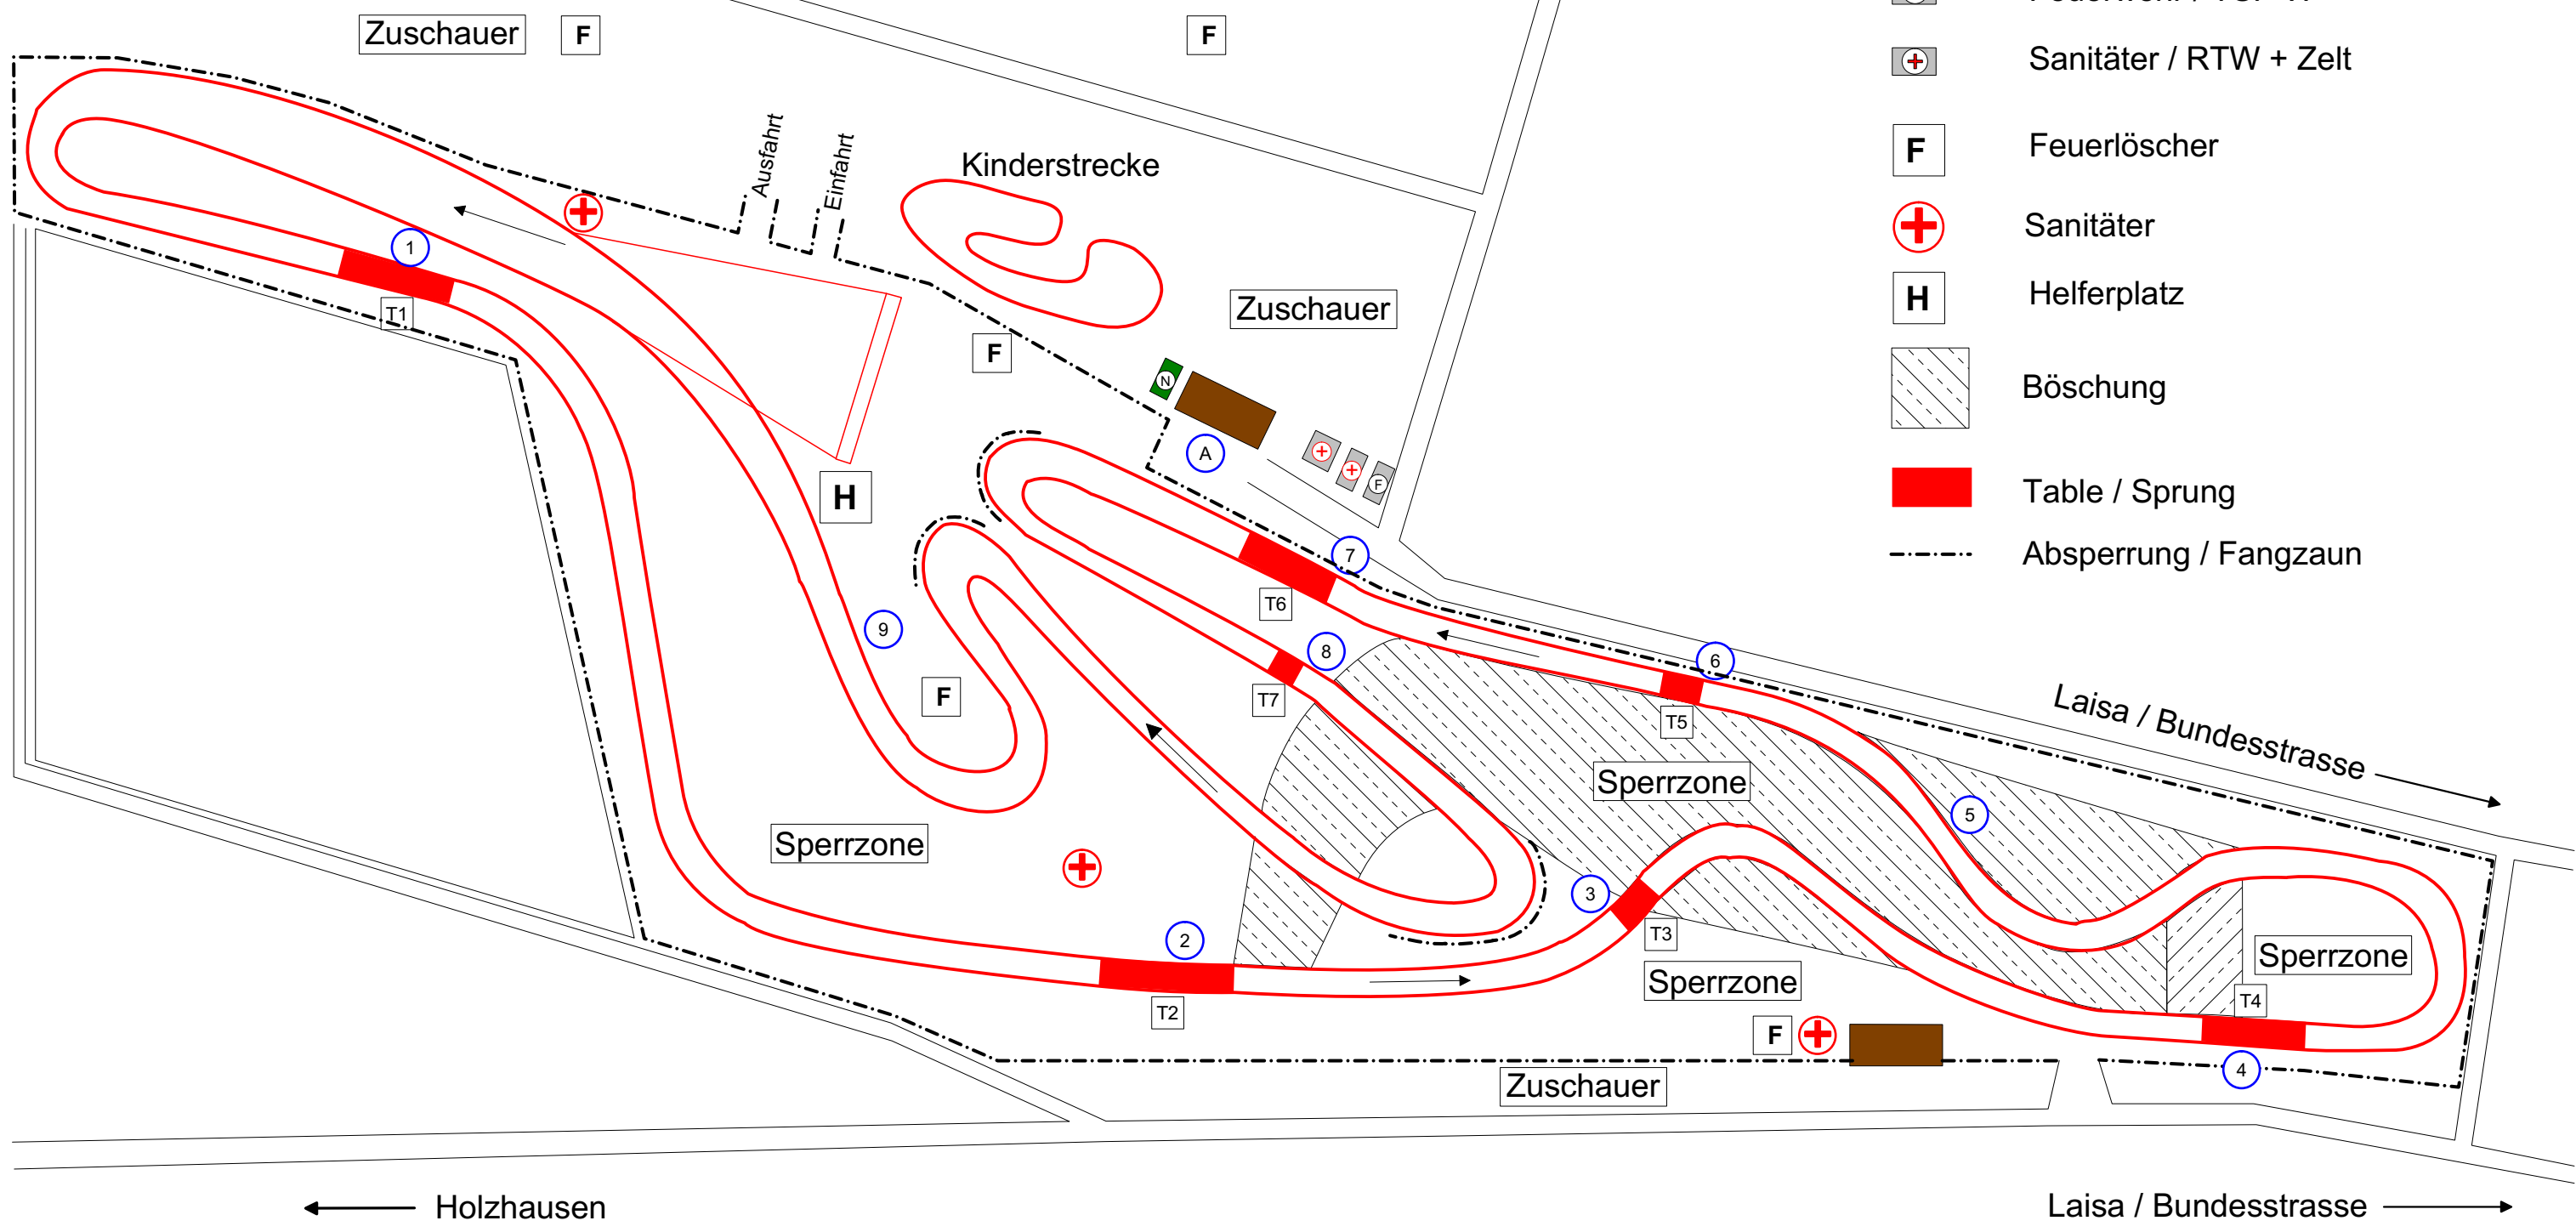 Zuschauer
F
F
Sanitäter / RTW + Zelt
F
Feuerlöscher
Sanitäter
H
Helferplatz
Böschung
Table / Sprung
Absperrung / Fangzaun
Ausfahrt
Einfahrt
Kinderstrecke
Zuschauer
1
T1
F
N
A
F
H
7
T6
9
8
6
F
T7
T5
Laisa / Bundesstrasse
Sperrzone
5
Sperrzone
3
T3
2
Sperrzone
Sperrzone
T4
T2
F
4
Zuschauer
Holzhausen
Laisa / Bundesstrasse